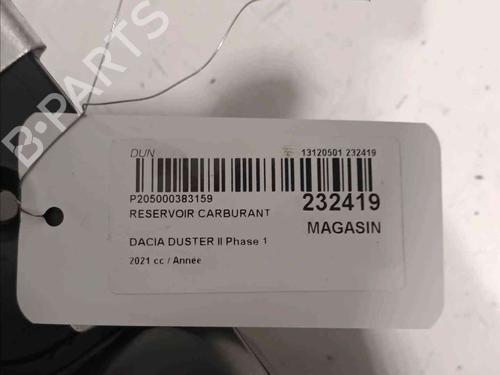 B-PARTS
DUN 13120501 232419
P205000383159 232419
RESERVOIR CARBURANT
MAGASIN
DACIA DUSTER II Phase 1
2021 cc / Année